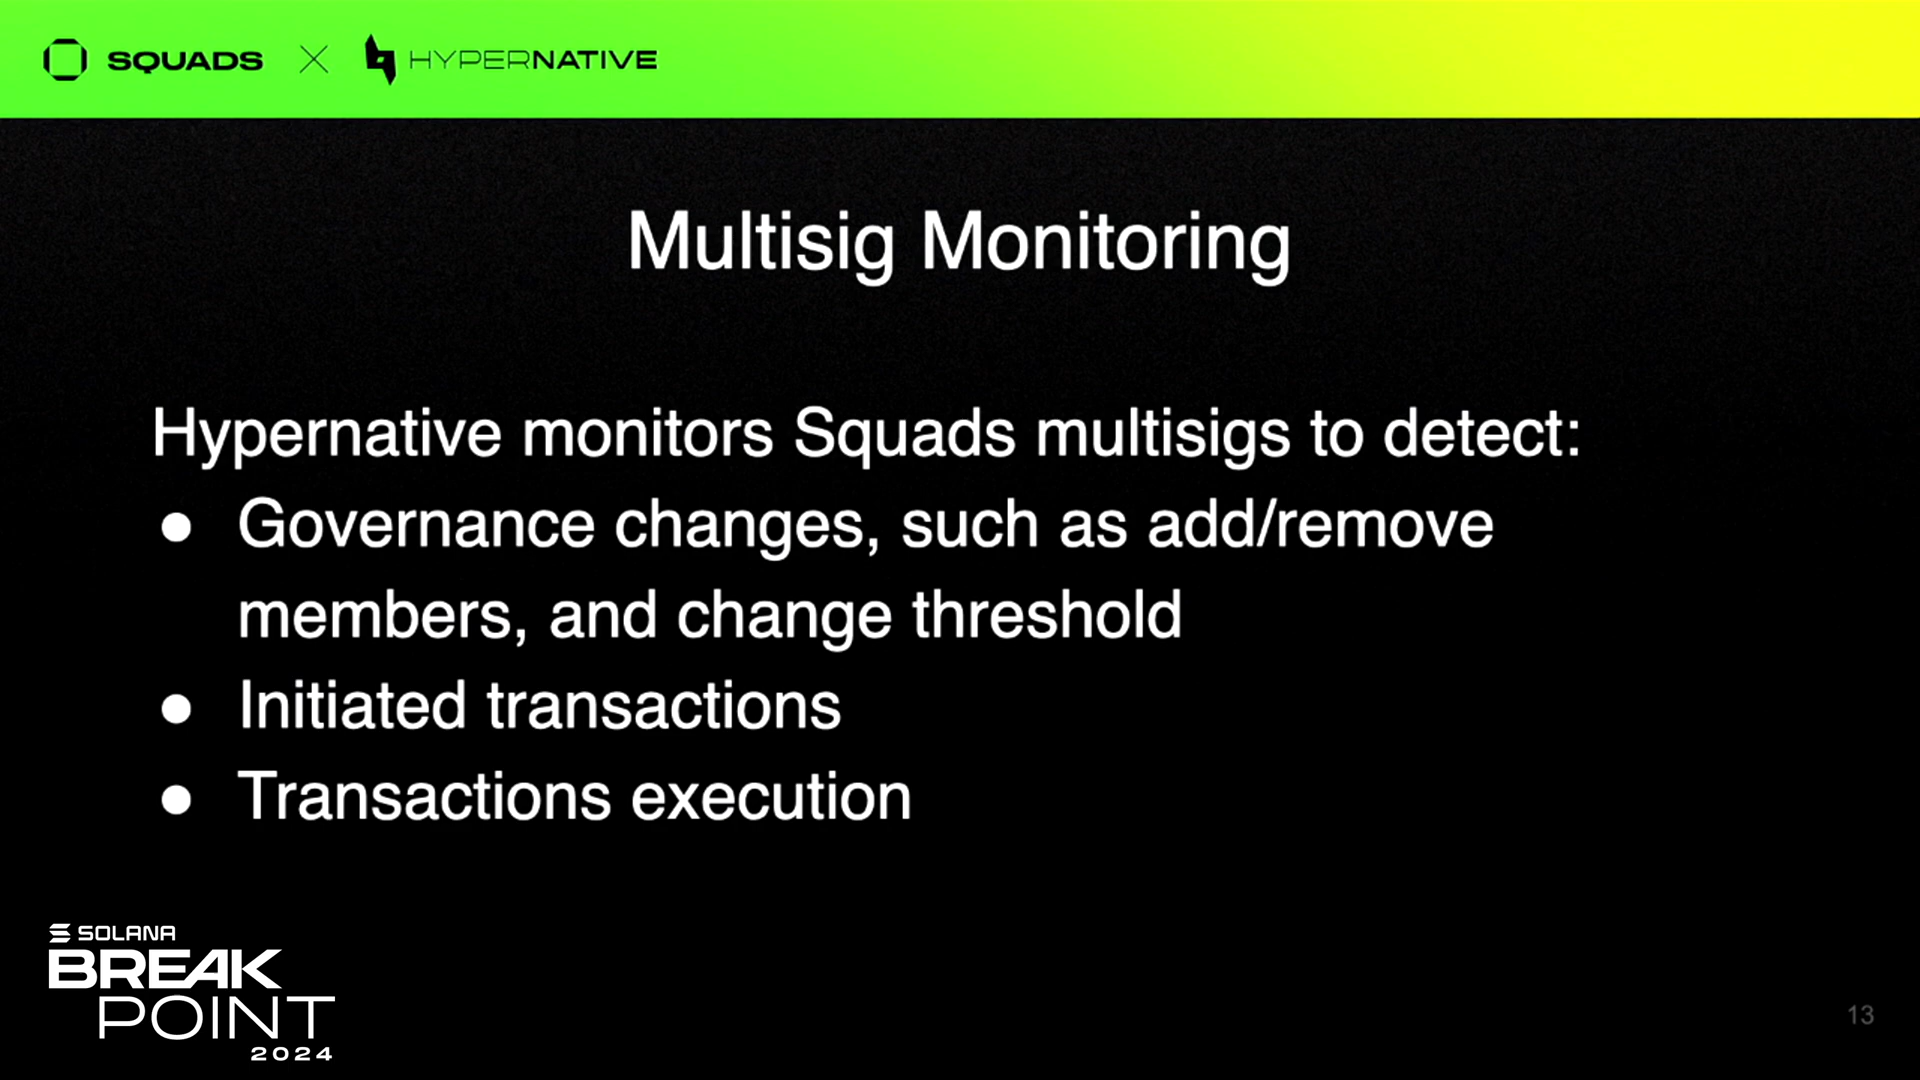 SQUADS HYPERNATIVE
Multisig Monitoring
Hypernative monitors Squads multisigs to detect:
● Governance changes, such as add/remove
members, and change threshold
● Initiated transactions
● Transactions execution
SOLANA
BREAK
POINT
2024
13